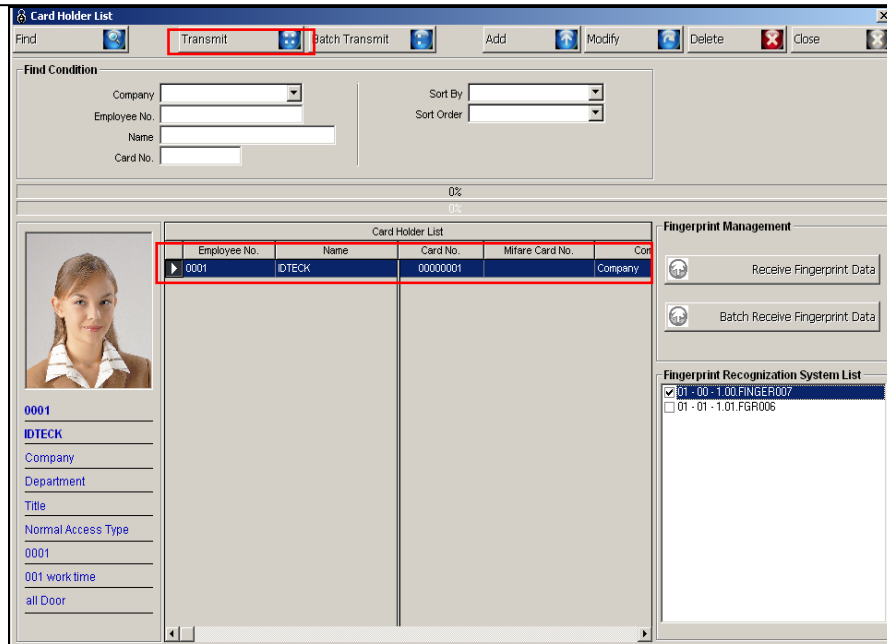 Card Holder List
Find Transmit Batch Transmit Add Modify Delete Close
Find Condition
Company
Employee No.
Name
Card No.
Sort By
Sort Order
0%
0%
Card Holder List
Employee No. Name Card No. Mifare Card No. Con
0001 IDTECK 00000001 Company
0001
IDTECK
Company
Department
Title
Normal Access Type
0001
001 work time
all Door
Fingerprint Management
Receive Fingerprint Data
Batch Receive Fingerprint Data
Fingerprint Recognization System List
01 - 00 - 1.00.FINGER007
01 - 01 - 1.01.FGR006